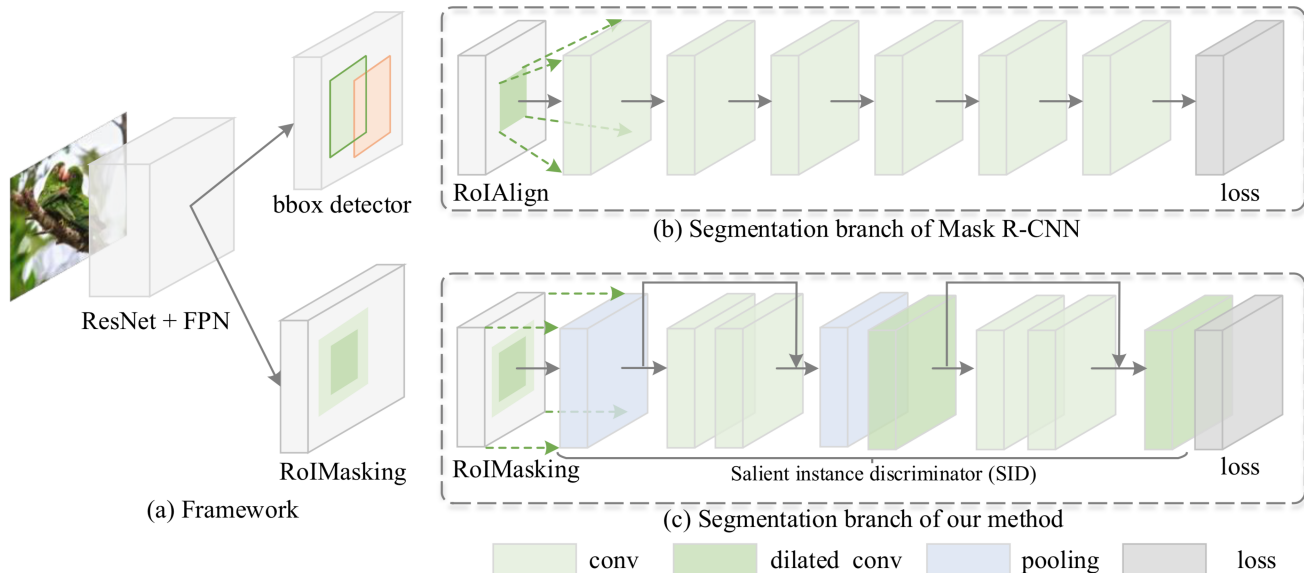 bbox detector
ResNet + FPN
RoIMasking
(a) Framework
RoIAlign
loss
(b) Segmentation branch of Mask R-CNN
RoIMasking
Salient instance discriminator (SID)
loss
(c) Segmentation branch of our method
conv
dilated conv
pooling
loss